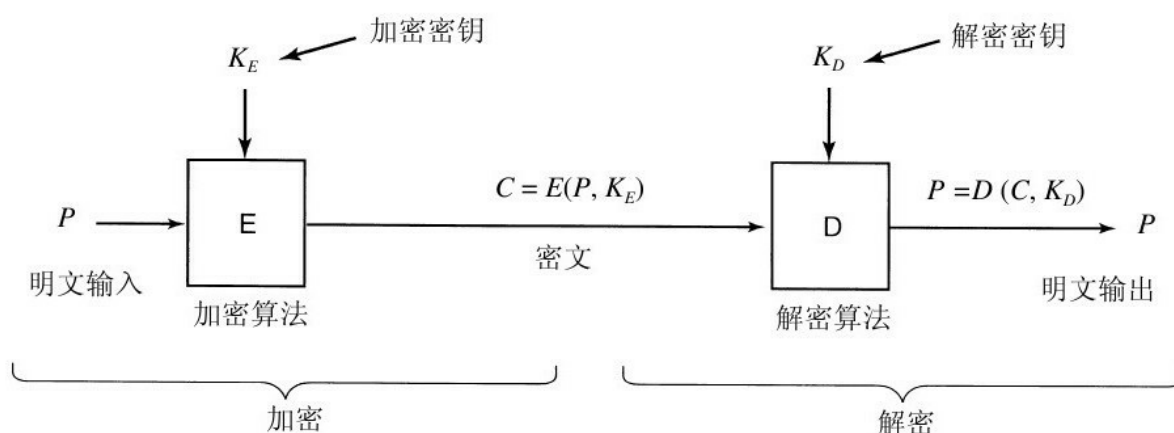 加密密钥
解密密钥
K_E
K_D
C = E(P, K_E)
P =D (C, K_D)
P
E
D
P
密文
明文输入
明文输出
加密算法
解密算法
加密
解密